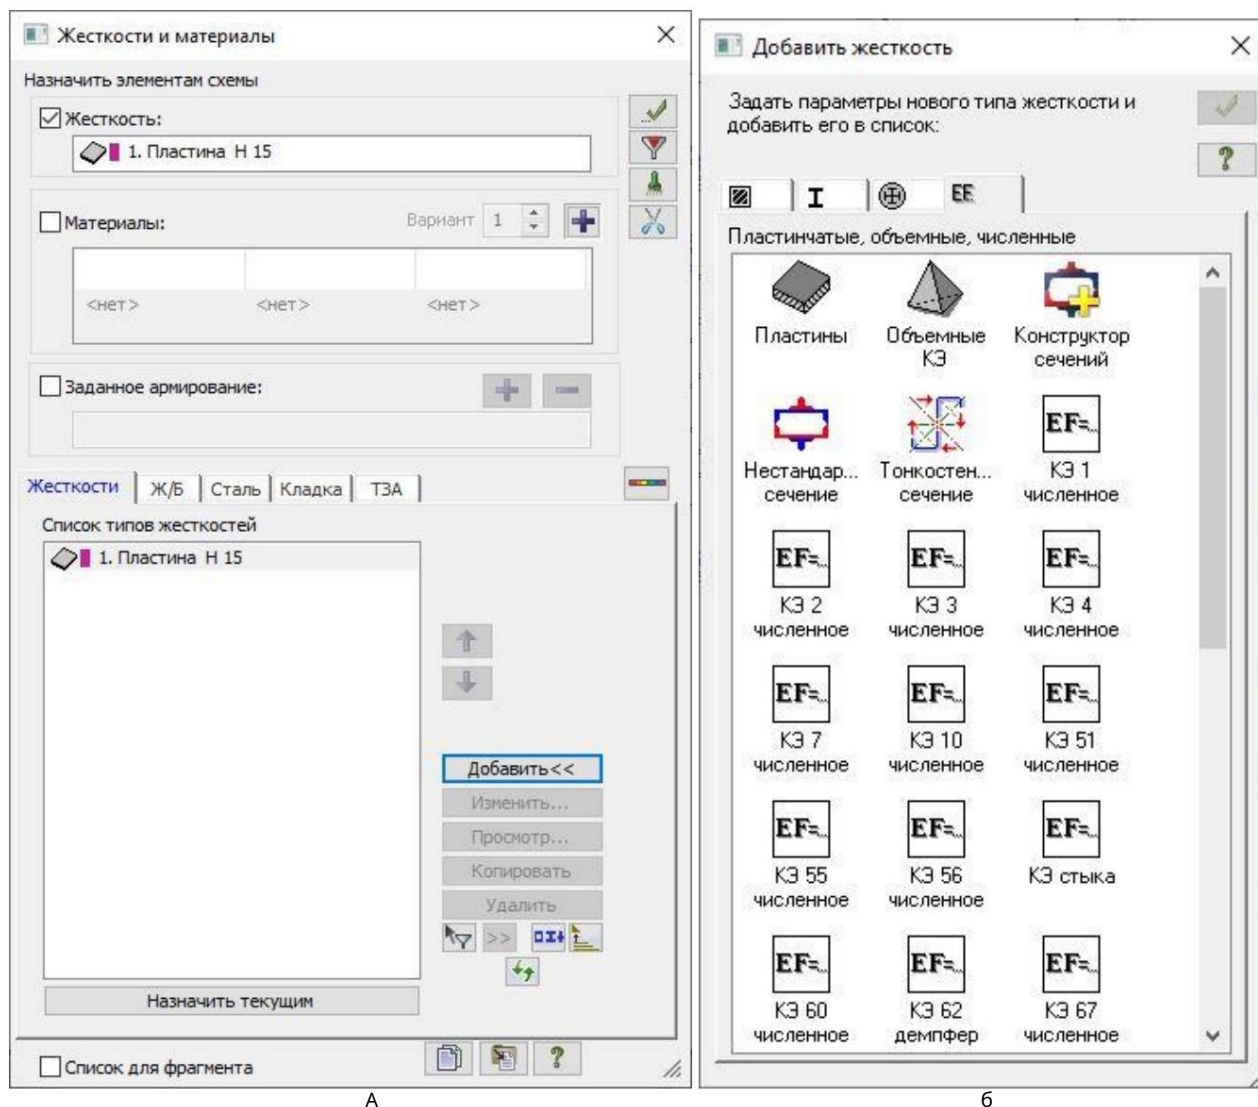 Жесткости и материалы
Назначить элементам схемы
Жесткость:
1. Пластина H 15
Материалы:
Вариант 1
<нет> <нет> <нет>
Заданное армирование:
Жесткости Ж/Б Сталь Кладка ТЗА
Список типов жесткостей
1. Пластина H 15
Добавить<<
Изменить...
Просмотр...
Копировать
Удалить
>>
Назначить текущим
Список для фрагмента
А
Добавить жесткость
Задать параметры нового типа жесткости и
добавить его в список:
EF
Пластинчатые, объемные, численные
Пластины Объемные Конструктор
КЭ сечений
EF=...
Нестандар... Тонкостен... КЭ 1
сечение сечение численное
EF=... EF=... EF=...
КЭ 2 КЭ 3 КЭ 4
численное численное численное
EF=... EF=... EF=...
КЭ 7 КЭ 10 КЭ 51
численное численное численное
EF=... EF=... EF=...
КЭ 55 КЭ 56 КЭ стыка
численное численное
EF=... EF=... EF=...
КЭ 60 КЭ 62 КЭ 67
численное демпфер численное
б